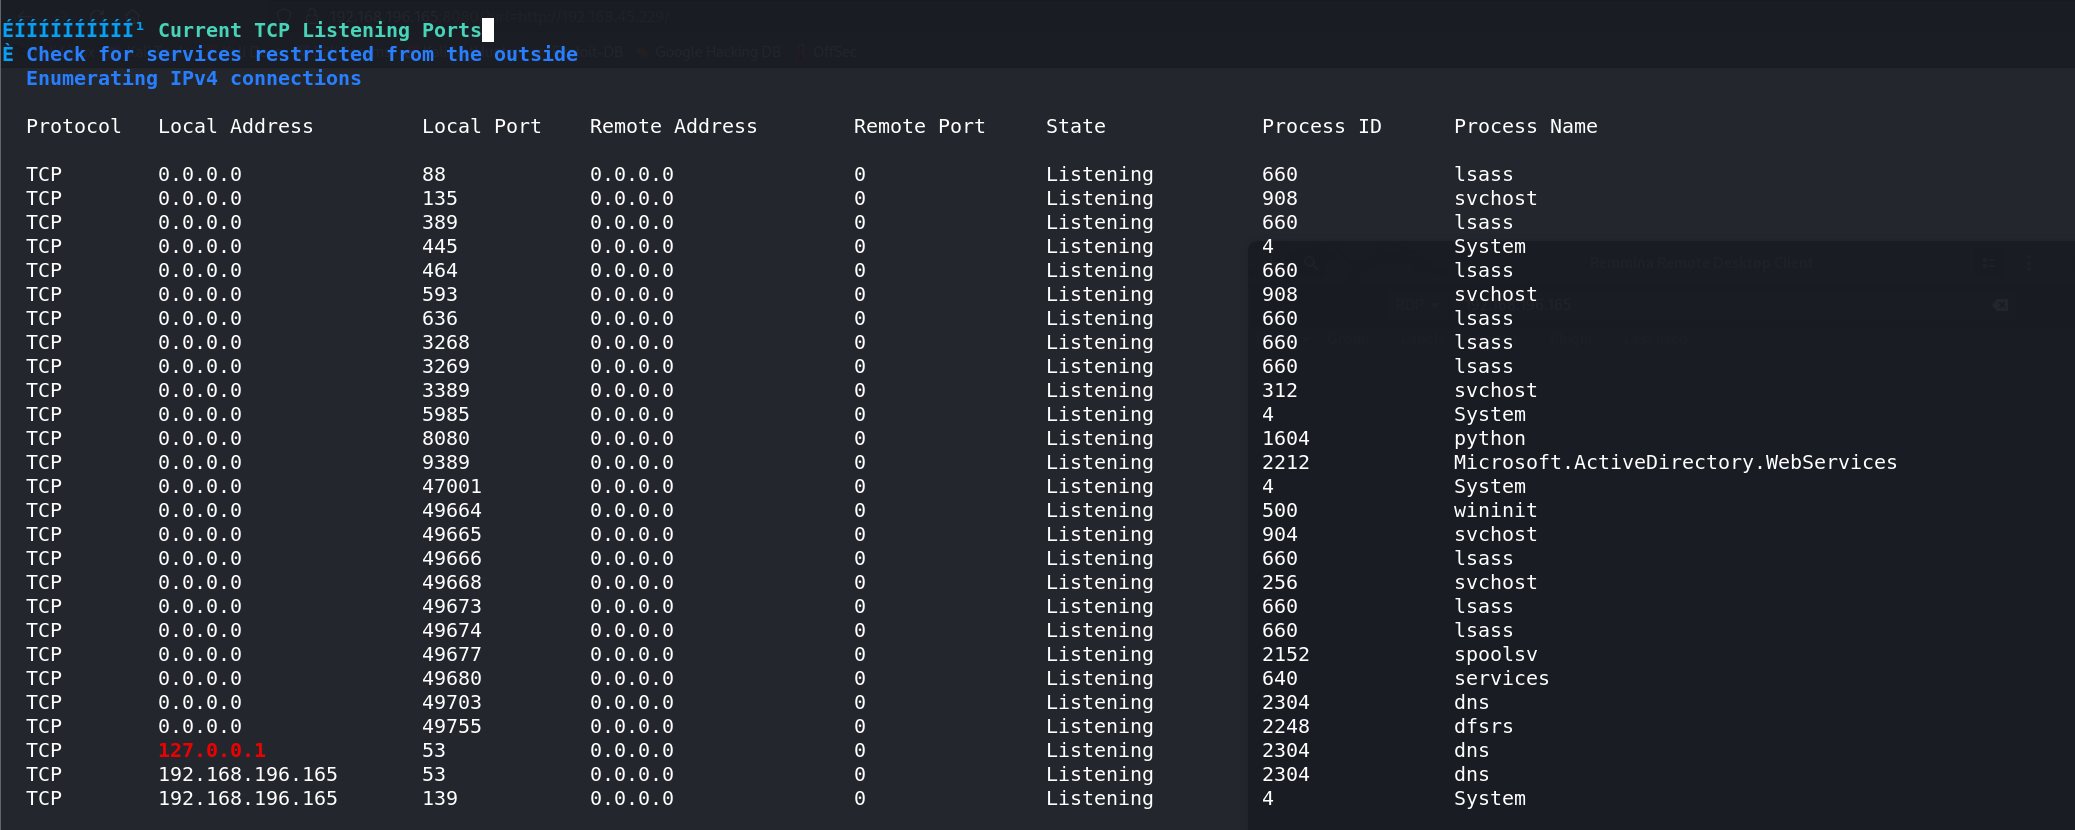 ÉÍÍÍÍÍÍÍÍÍÍ¹ Current TCP Listening Ports
È Check for services restricted from the outside
Enumerating IPv4 connections
Protocol Local Address Local Port Remote Address Remote Port State Process ID Process Name
TCP 0.0.0.0 88 0.0.0.0 0 Listening 660 lsass
TCP 0.0.0.0 135 0.0.0.0 0 Listening 908 svchost
TCP 0.0.0.0 389 0.0.0.0 0 Listening 660 lsass
TCP 0.0.0.0 445 0.0.0.0 0 Listening 4 System
TCP 0.0.0.0 464 0.0.0.0 0 Listening 660 lsass
TCP 0.0.0.0 593 0.0.0.0 0 Listening 908 svchost
TCP 0.0.0.0 636 0.0.0.0 0 Listening 660 lsass
TCP 0.0.0.0 3268 0.0.0.0 0 Listening 660 lsass
TCP 0.0.0.0 3269 0.0.0.0 0 Listening 660 lsass
TCP 0.0.0.0 3389 0.0.0.0 0 Listening 312 svchost
TCP 0.0.0.0 5985 0.0.0.0 0 Listening 4 System
TCP 0.0.0.0 8080 0.0.0.0 0 Listening 1604 python
TCP 0.0.0.0 9389 0.0.0.0 0 Listening 2212 Microsoft.ActiveDirectory.WebServices
TCP 0.0.0.0 47001 0.0.0.0 0 Listening 4 System
TCP 0.0.0.0 49664 0.0.0.0 0 Listening 500 wininit
TCP 0.0.0.0 49665 0.0.0.0 0 Listening 904 svchost
TCP 0.0.0.0 49666 0.0.0.0 0 Listening 660 lsass
TCP 0.0.0.0 49668 0.0.0.0 0 Listening 256 svchost
TCP 0.0.0.0 49673 0.0.0.0 0 Listening 660 lsass
TCP 0.0.0.0 49674 0.0.0.0 0 Listening 660 lsass
TCP 0.0.0.0 49677 0.0.0.0 0 Listening 2152 spoolsv
TCP 0.0.0.0 49680 0.0.0.0 0 Listening 640 services
TCP 0.0.0.0 49703 0.0.0.0 0 Listening 2304 dns
TCP 0.0.0.0 49755 0.0.0.0 0 Listening 2248 dfsrs
TCP 127.0.0.1 53 0.0.0.0 0 Listening 2304 dns
TCP 192.168.196.165 53 0.0.0.0 0 Listening 2304 dns
TCP 192.168.196.165 139 0.0.0.0 0 Listening 4 System
Google Hacking DB
OffSec
Remmina Remote Desktop Client